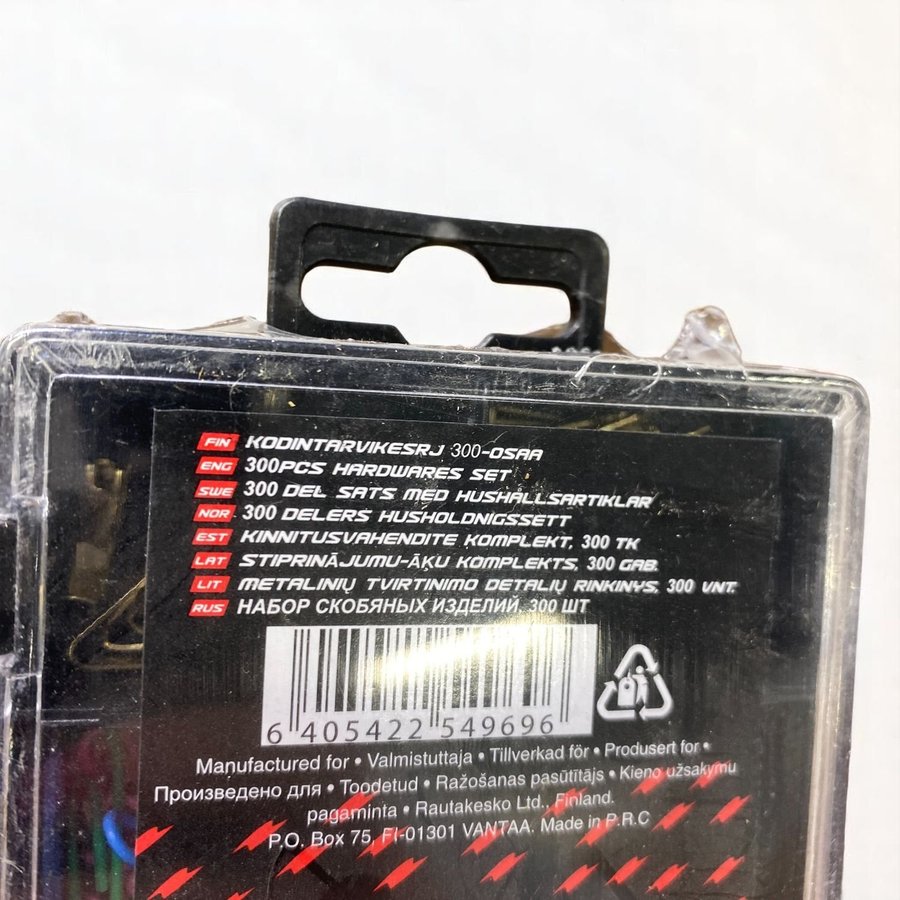 FIN KODINTARVIKESRJ 300-OSAA
ENG 300PCS HARDWARES SET
SWE 300 DEL SATS MED HUSHALLSARTIKLAR
NOR 300 DELERS HUSHOLDNIGSSETT
EST KINNITUSVAHENDITE KOMPLEKT, 300 TK
LAT STIPRINĀJUMU-ĀĶU KOMPLEKTS, 300 GAB.
LIT METALINIŲ TVIRTINIMO DETALIŲ RINKINYS, 300 VNT.
RUS НАБОР СКОБЯНЫХ ИЗДЕЛИЙ, 300 ШТ
6 405422 549696
Manufactured for • Valmistuttaja • Tillverkad för • Produsert for •
Произведено для • Toodetud • Ražošanas pasūtītājs • Kieno užsakymu
pagaminta • Rautakesko Ltd., Finland.
P.O. Box 75, FI-01301 VANTAA. Made in P.R.C